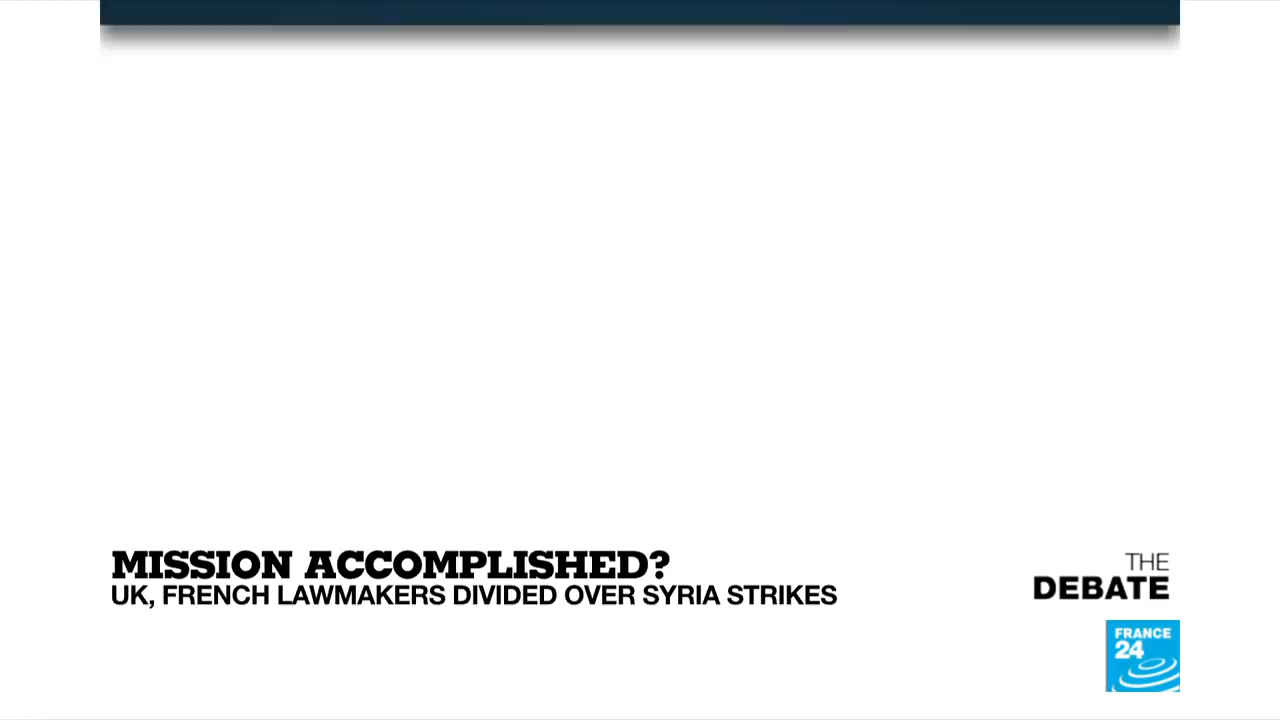 MISSION ACCOMPLISHED?
UK, FRENCH LAWMAKERS DIVIDED OVER SYRIA STRIKES
THE
DEBATE
FRANCE
24